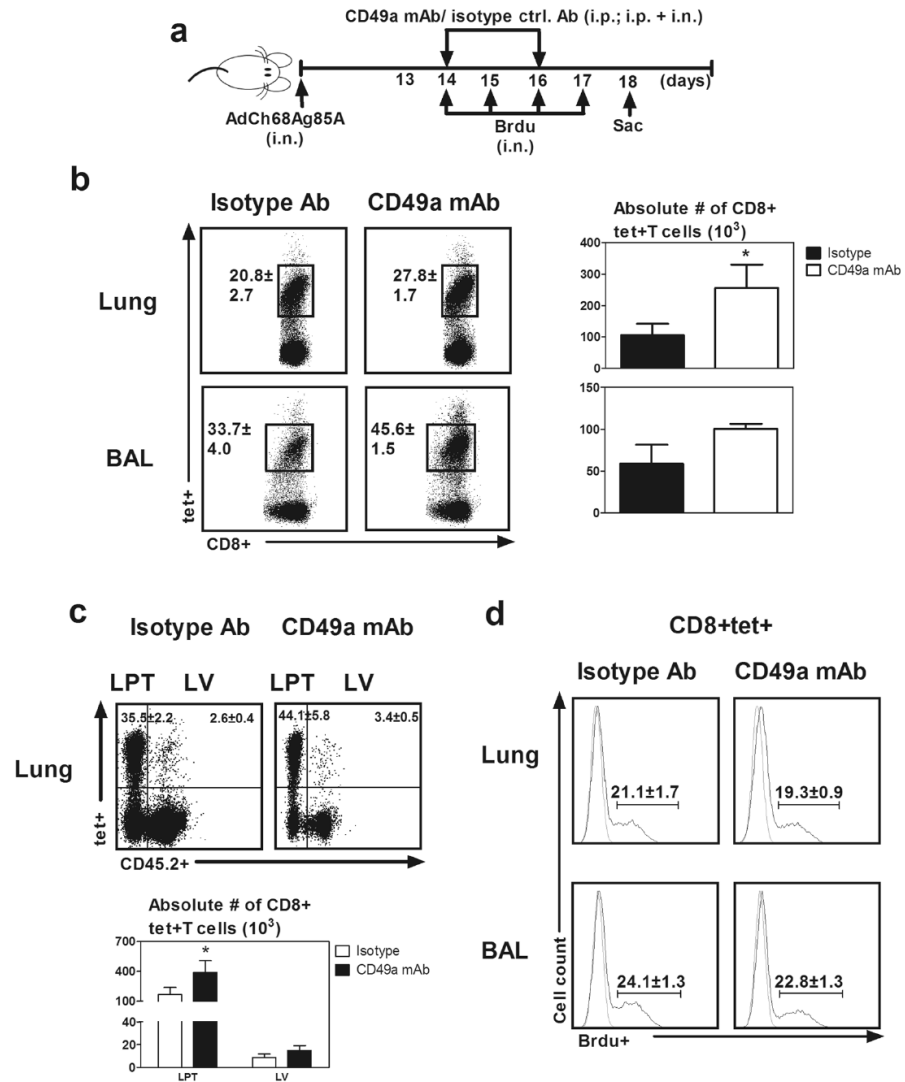 a
CD49a mAb/ isotype ctrl. Ab (i.p.; i.p. + i.n.)
13 14 15 16 17 18 (days)
AdCh68Ag85A
(i.n.)
Brdu
(i.n.)
Sac
b
Isotype Ab CD49a mAb
Lung
20.8±
2.7
27.8±
1.7
BAL
33.7±
4.0
45.6±
1.5
tet+
CD8+
Absolute # of CD8+
tet+T cells (10³)
Isotype
CD49a mAb
400
300
200
100
0
*
150
100
50
0
c
Isotype Ab CD49a mAb
LPT LV LPT LV
35.5±2.2 2.6±0.4 44.1±5.8 3.4±0.5
Lung
tet+
CD45.2+
Absolute # of CD8+
tet+T cells (10³)
Isotype
CD49a mAb
700
400
100
40
20
0
*
LPT LV
d
CD8+tet+
Isotype Ab CD49a mAb
Lung
21.1±1.7 19.3±0.9
BAL
24.1±1.3 22.8±1.3
Cell count
Brdu+